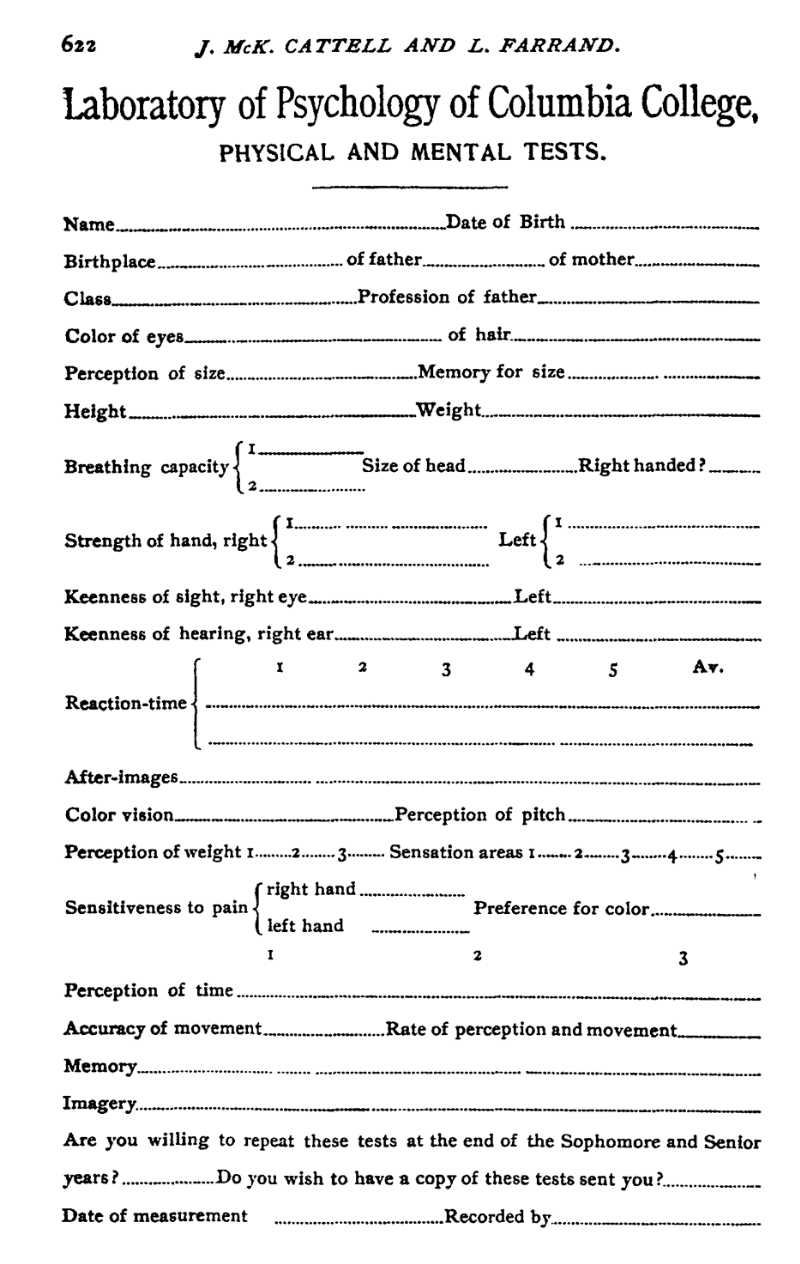 622 J. McK. CATTELL AND L. FARRAND.
Laboratory of Psychology of Columbia College,
PHYSICAL AND MENTAL TESTS.
Name Date of Birth
Birthplace of father of mother
Class Profession of father
Color of eyes of hair
Perception of size Memory for size
Height Weight
Breathing capacity 1 2 Size of head Right handed?
Strength of hand, right 1 2 Left 1 2
Keenness of sight, right eye Left
Keenness of hearing, right ear Left
1 2 3 4 5 Av.
Reaction-time
After-images
Color vision Perception of pitch
Perception of weight 1 2 3 Sensation areas 1 2 3 4 5
Sensitiveness to pain right hand left hand Preference for color
1 2 3
Perception of time
Accuracy of movement Rate of perception and movement
Memory
Imagery
Are you willing to repeat these tests at the end of the Sophomore and Senior
years? Do you wish to have a copy of these tests sent you?
Date of measurement Recorded by